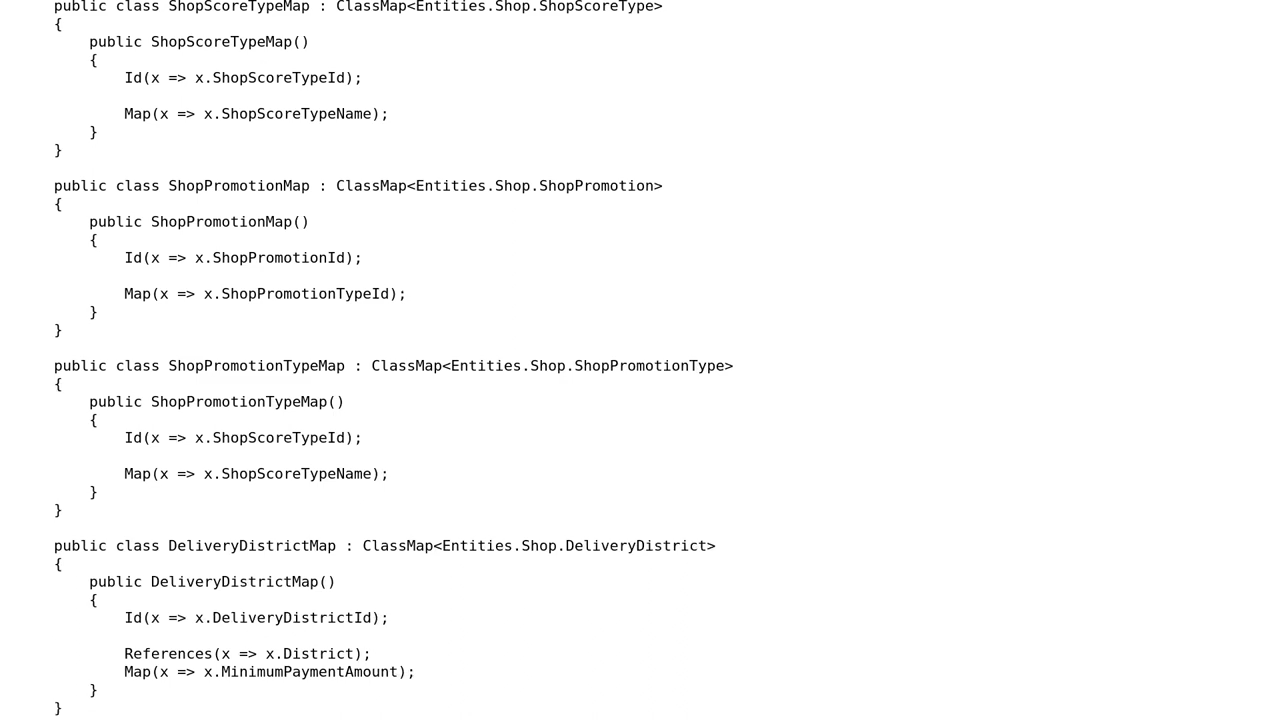 public class ShopScoreTypeMap : ClassMap<Entities.Shop.ShopScoreType>
{
    public ShopScoreTypeMap()
    {
        Id(x => x.ShopScoreTypeId);

        Map(x => x.ShopScoreTypeName);
    }
}

public class ShopPromotionMap : ClassMap<Entities.Shop.ShopPromotion>
{
    public ShopPromotionMap()
    {
        Id(x => x.ShopPromotionId);

        Map(x => x.ShopPromotionTypeId);
    }
}

public class ShopPromotionTypeMap : ClassMap<Entities.Shop.ShopPromotionType>
{
    public ShopPromotionTypeMap()
    {
        Id(x => x.ShopScoreTypeId);

        Map(x => x.ShopScoreTypeName);
    }
}

public class DeliveryDistrictMap : ClassMap<Entities.Shop.DeliveryDistrict>
{
    public DeliveryDistrictMap()
    {
        Id(x => x.DeliveryDistrictId);

        References(x => x.District);
        Map(x => x.MinimumPaymentAmount);
    }
}